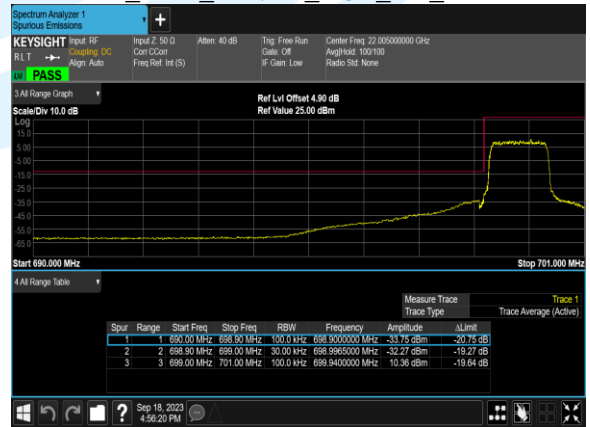 Spectrum Analyzer 1
Spurious Emissions
KEYSIGHT Input: RF Input Z: 50 Ω Atten: 40 dB Trig: Free Run Center Freq: 22.005000000 GHz
RLT Coupling: DC Corr CCorr Gate: Off Avg|Hold: 100/100
Align: Auto Freq Ref: Int (S) IF Gain: Low Radio Std: None
PASS
3 All Range Graph
Ref Lvl Offset 4.90 dB
Scale/Div 10.0 dB Ref Value 25.00 dBm
Log
15.0
5.00
-5.00
-15.0
-25.0
-35.0
-45.0
-55.0
-65.0
Start 690.000 MHz Stop 701.000 MHz
4 All Range Table
Measure Trace Trace 1
Trace Type Trace Average (Active)
Spur Range Start Freq Stop Freq RBW Frequency Amplitude ΔLimit
1 1 690.00 MHz 698.90 MHz 100.0 kHz 698.9000000 MHz -33.75 dBm -20.75 dB
2 2 698.90 MHz 699.00 MHz 30.00 kHz 698.9965000 MHz -32.27 dBm -19.27 dB
3 3 699.00 MHz 701.00 MHz 100.0 kHz 699.9400000 MHz 10.36 dBm -19.64 dB
?
Sep 18, 2023
4:56:20 PM